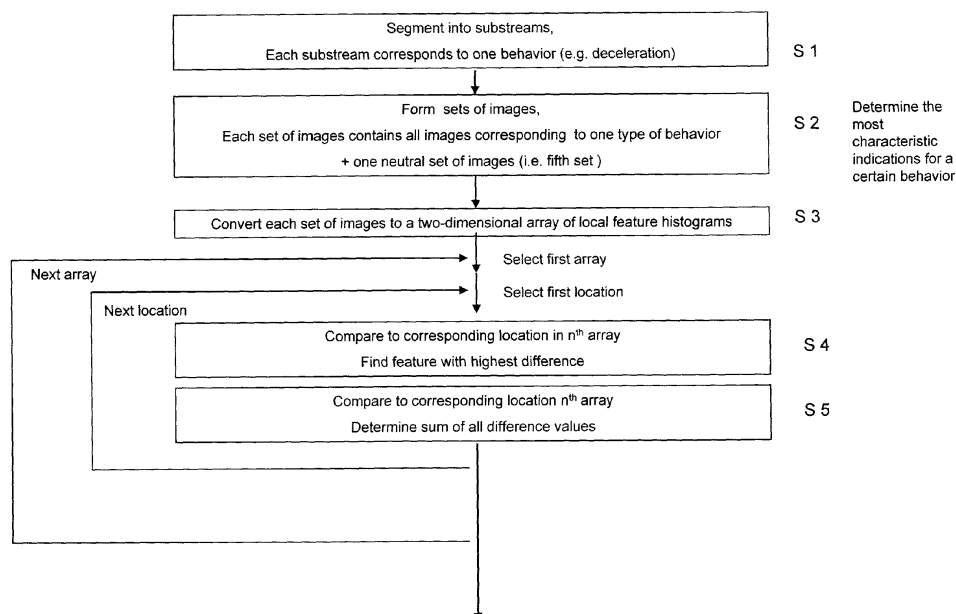 Segment into substreams,
Each substream corresponds to one behavior (e.g. deceleration)
S 1
Form sets of images,
Each set of images contains all images corresponding to one type of behavior
+ one neutral set of images (i.e. fifth set )
S 2
Determine the
most
characteristic
indications for a
certain behavior
Convert each set of images to a two-dimensional array of local feature histograms
S 3
Select first array
Next array
Select first location
Next location
Compare to corresponding location in nth array
Find feature with highest difference
S 4
Compare to corresponding location nth array
Determine sum of all difference values
S 5